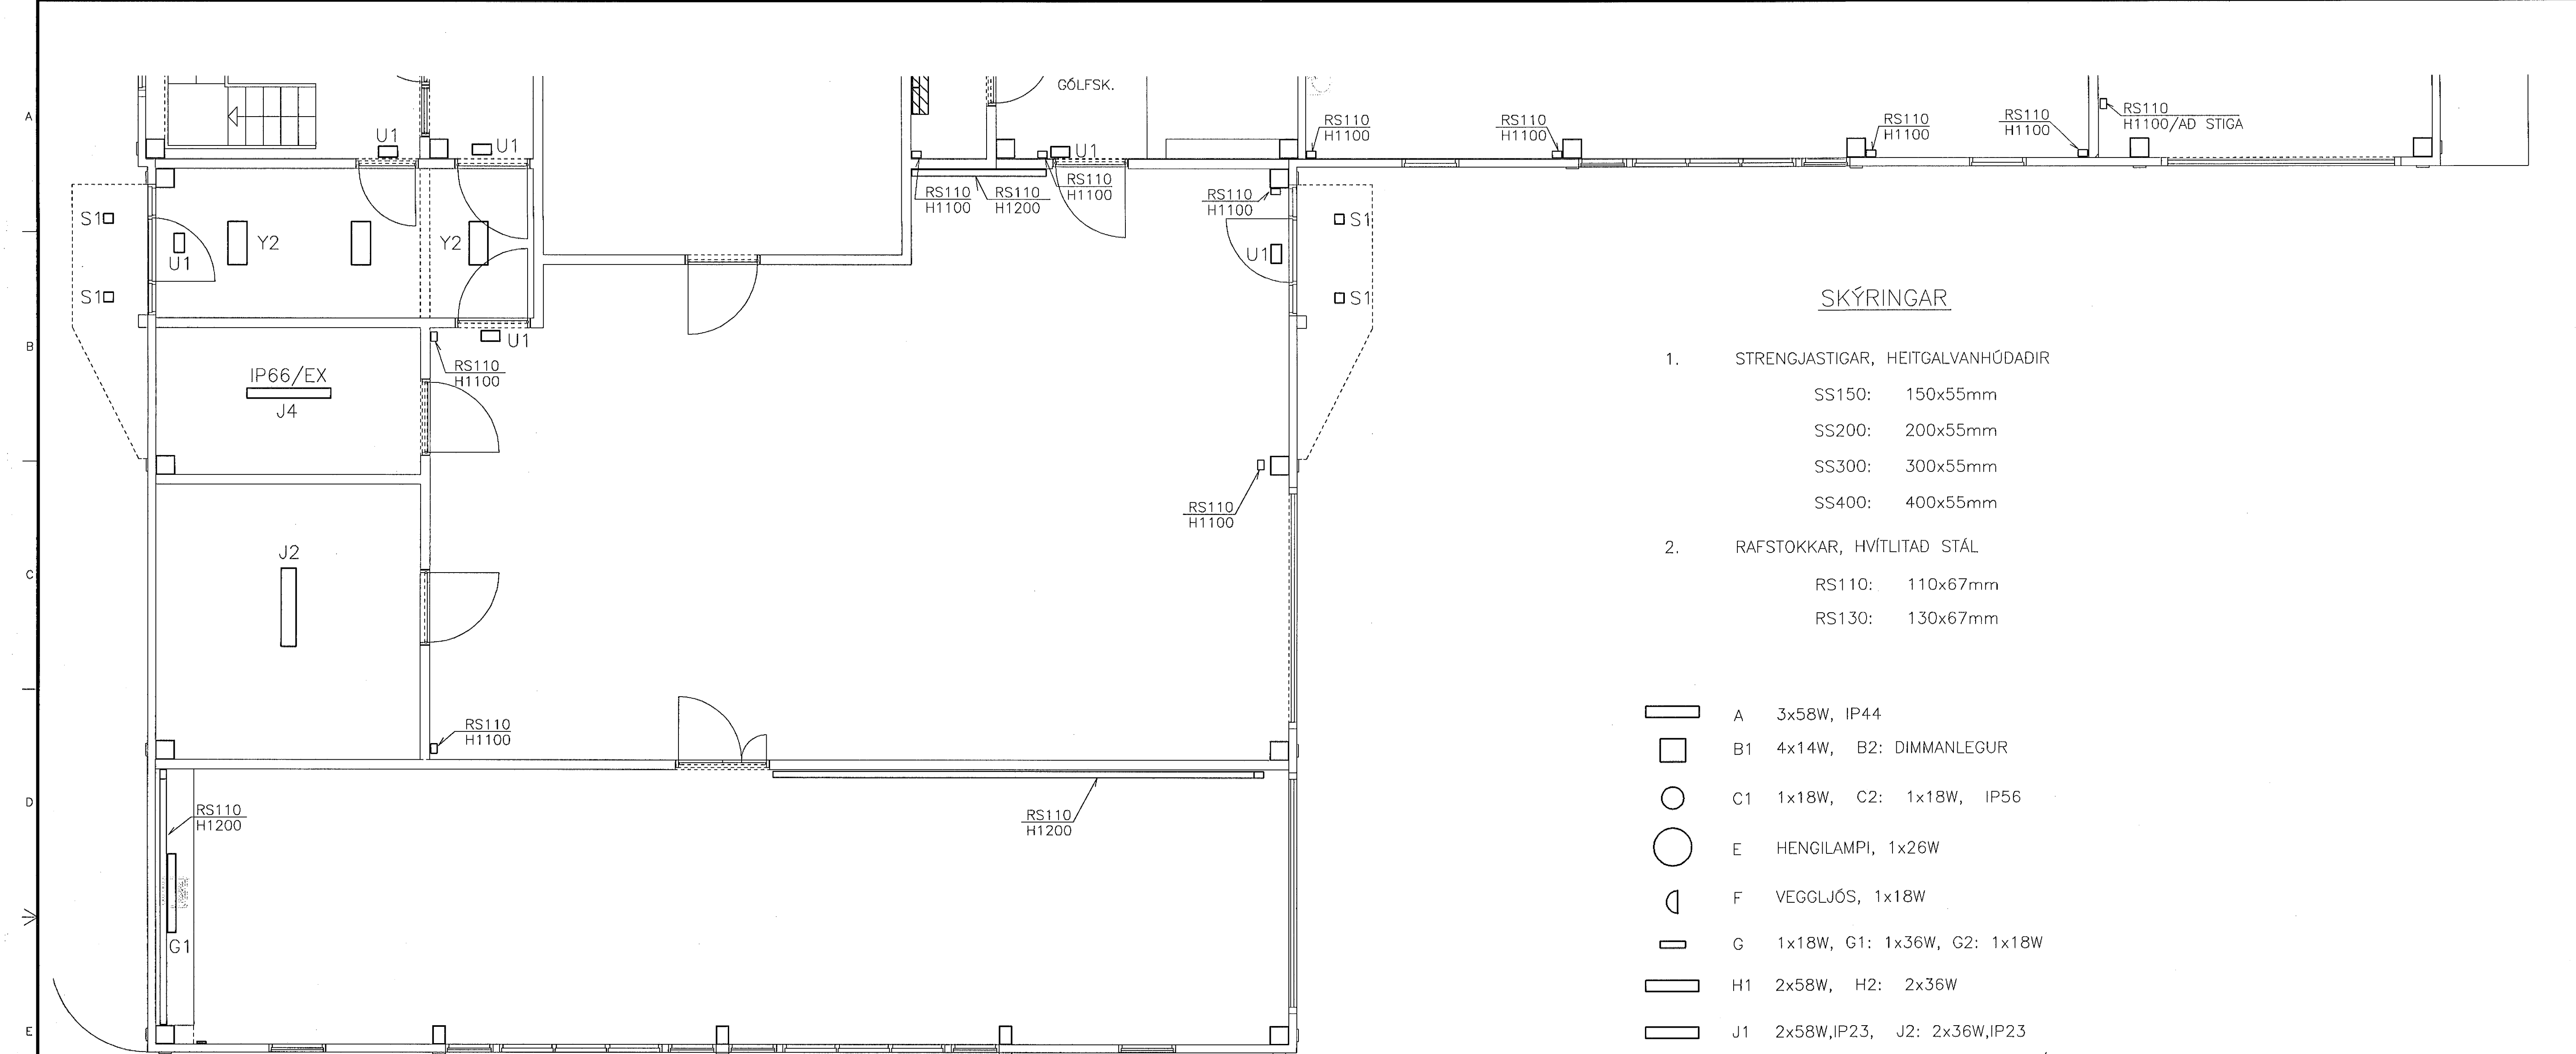 GÓLFSK.
A
U1
U1
U1
RS110
H1100
RS110
H1100
RS110
H1100
RS110
H1100
RS110
H1100/AÐ STIGA
RS110
H1100
RS110
H1200
RS110
H1100
RS110
H1100
S1
U1
Y2
Y2
U1
S1
S1
S1
SKÝRINGAR
U1
B
RS110
H1100
IP66/EX
J4
1. STRENGJASTIGAR, HEITGALVANHÚÐAÐIR
SS150: 150x55mm
SS200: 200x55mm
SS300: 300x55mm
SS400: 400x55mm
RS110
H1100
2. RAFSTOKKAR, HVÍTLITAÐ STÁL
RS110: 110x67mm
RS130: 130x67mm
J2
C
RS110
H1100
D
RS110
H1200
RS110
H1200
G1
E
A 3x58W, IP44
B1 4x14W, B2: DIMMANLEGUR
C1 1x18W, C2: 1x18W, IP56
E HENGILAMPI, 1x26W
F VEGGLJÓS, 1x18W
G 1x18W, G1: 1x36W, G2: 1x18W
H1 2x58W, H2: 2x36W
J1 2x58W,IP23, J2: 2x36W,IP23